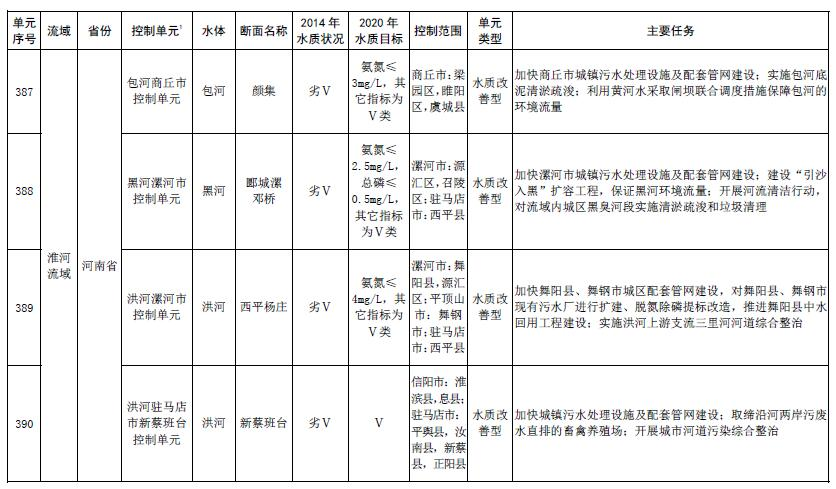 单元序号 流域 省份 控制单元¹ 水体 断面名称 2014年水质状况 2020年水质目标 控制范围 单元类型 主要任务
淮河流域
河南省
387
包河商丘市
控制单元
包河
颜集
劣Ⅴ
氨氮≤
3mg/L，其
它指标为
Ⅴ类
商丘市：梁
园区，睢阳
区，虞城县
水质改
善型
加快商丘市城镇污水处理设施及配套管网建设；实施包河底
泥清淤疏浚；利用黄河水采取闸坝联合调度措施保障包河的
环境流量
388
黑河漯河市
控制单元
黑河
郾城漯
邓桥
劣Ⅴ
氨氮≤
2.5mg/L，
总磷≤
0.5mg/L，
其它指标
为Ⅴ类
漯河市：源
汇区，召陵
区；驻马店
市：西平县
水质改
善型
加快漯河市城镇污水处理设施及配套管网建设；建设“引沙
入黑”扩容工程，保证黑河环境流量；开展河流清洁行动，
对流域内城区黑臭河段实施清淤疏浚和垃圾清理
389
洪河漯河市
控制单元
洪河
西平杨庄
劣Ⅴ
氨氮≤
4mg/L，其
它指标为
Ⅴ类
漯河市：舞
阳县，源汇
区；平顶山
市：舞钢
市；驻马店
市：西平县
水质改
善型
加快舞阳县、舞钢市城区配套管网建设，对舞阳县、舞钢市
现有污水厂进行扩建、脱氮除磷提标改造，推进舞阳县中水
回用工程建设；实施洪河上游支流三里河河道综合整治
390
洪河驻马店
市新蔡班台
控制单元
洪河
新蔡班台
劣Ⅴ
Ⅴ
信阳市：淮
滨县，息县；
驻马店市：
平舆县，汝
南县，新蔡
县，正阳县
水质改
善型
加快城镇污水处理设施及配套管网建设；取缔沿河两岸污废
水直排的畜禽养殖场；开展城市河道污染综合整治